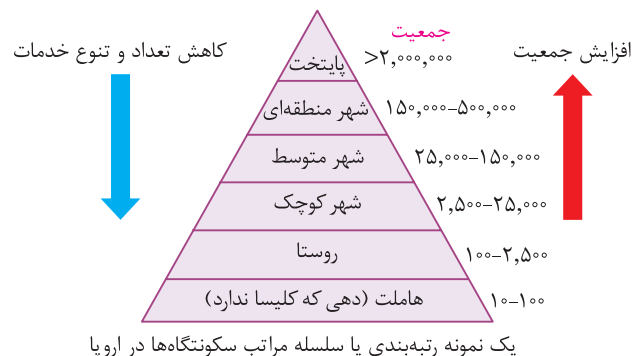 جمعیت
افزایش جمعیت
کاهش تعداد و تنوع خدمات
پایتخت
>۲,۰۰۰,۰۰۰
شهر منطقه‌ای
۱۵۰,۰۰۰–۵۰۰,۰۰۰
شهر متوسط
۲۵,۰۰۰–۱۵۰,۰۰۰
شهر کوچک
۲,۵۰۰–۲۵,۰۰۰
روستا
۱۰۰–۲,۵۰۰
هاملت (دهی که کلیسا ندارد)
۱۰–۱۰۰
یک نمونه رتبه‌بندی یا سلسله مراتب سکونتگاه‌ها در اروپا